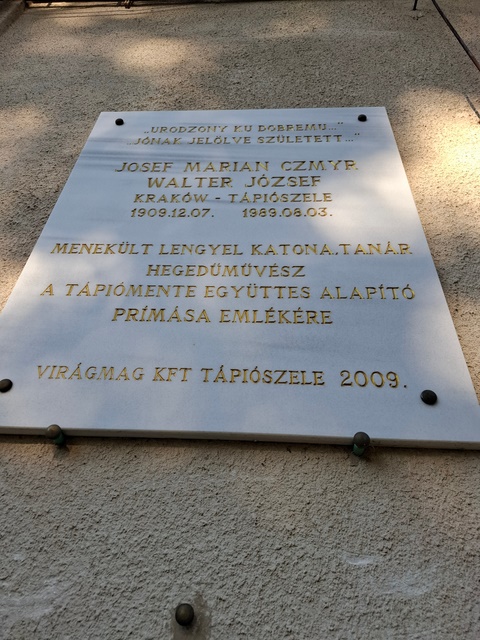 „URODZONY KU DOBREMU..."
„JÓNAK JELÖLVE SZÜLETETT..."
JOSEF MARIAN CZMYR
WALTER JÓZSEF
KRAKÓW - TÁPIÓSZELE
1909.12.07. 1989.08.03.
MENEKÜLT LENGYEL KATONA, TANÁR
HEGEDŰMŰVÉSZ
A TÁPIÓMENTE EGYÜTTES ALAPÍTÓ
PRÍMÁSA EMLÉKÉRE
VIRÁGMAG KFT TÁPIÓSZELE 2009.